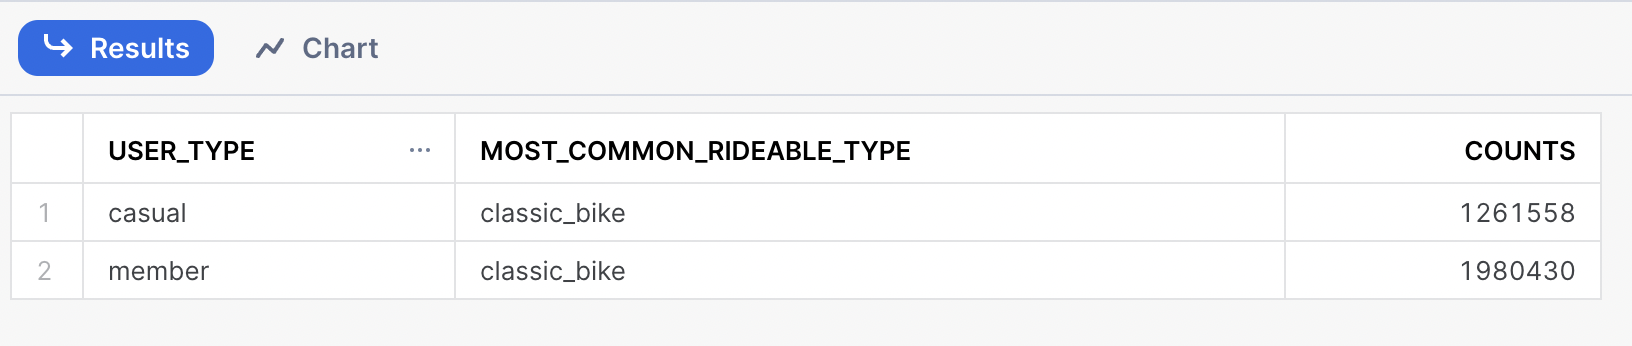 Results Chart
USER_TYPE ... MOST_COMMON_RIDEABLE_TYPE COUNTS
1 casual classic_bike 1261558
2 member classic_bike 1980430